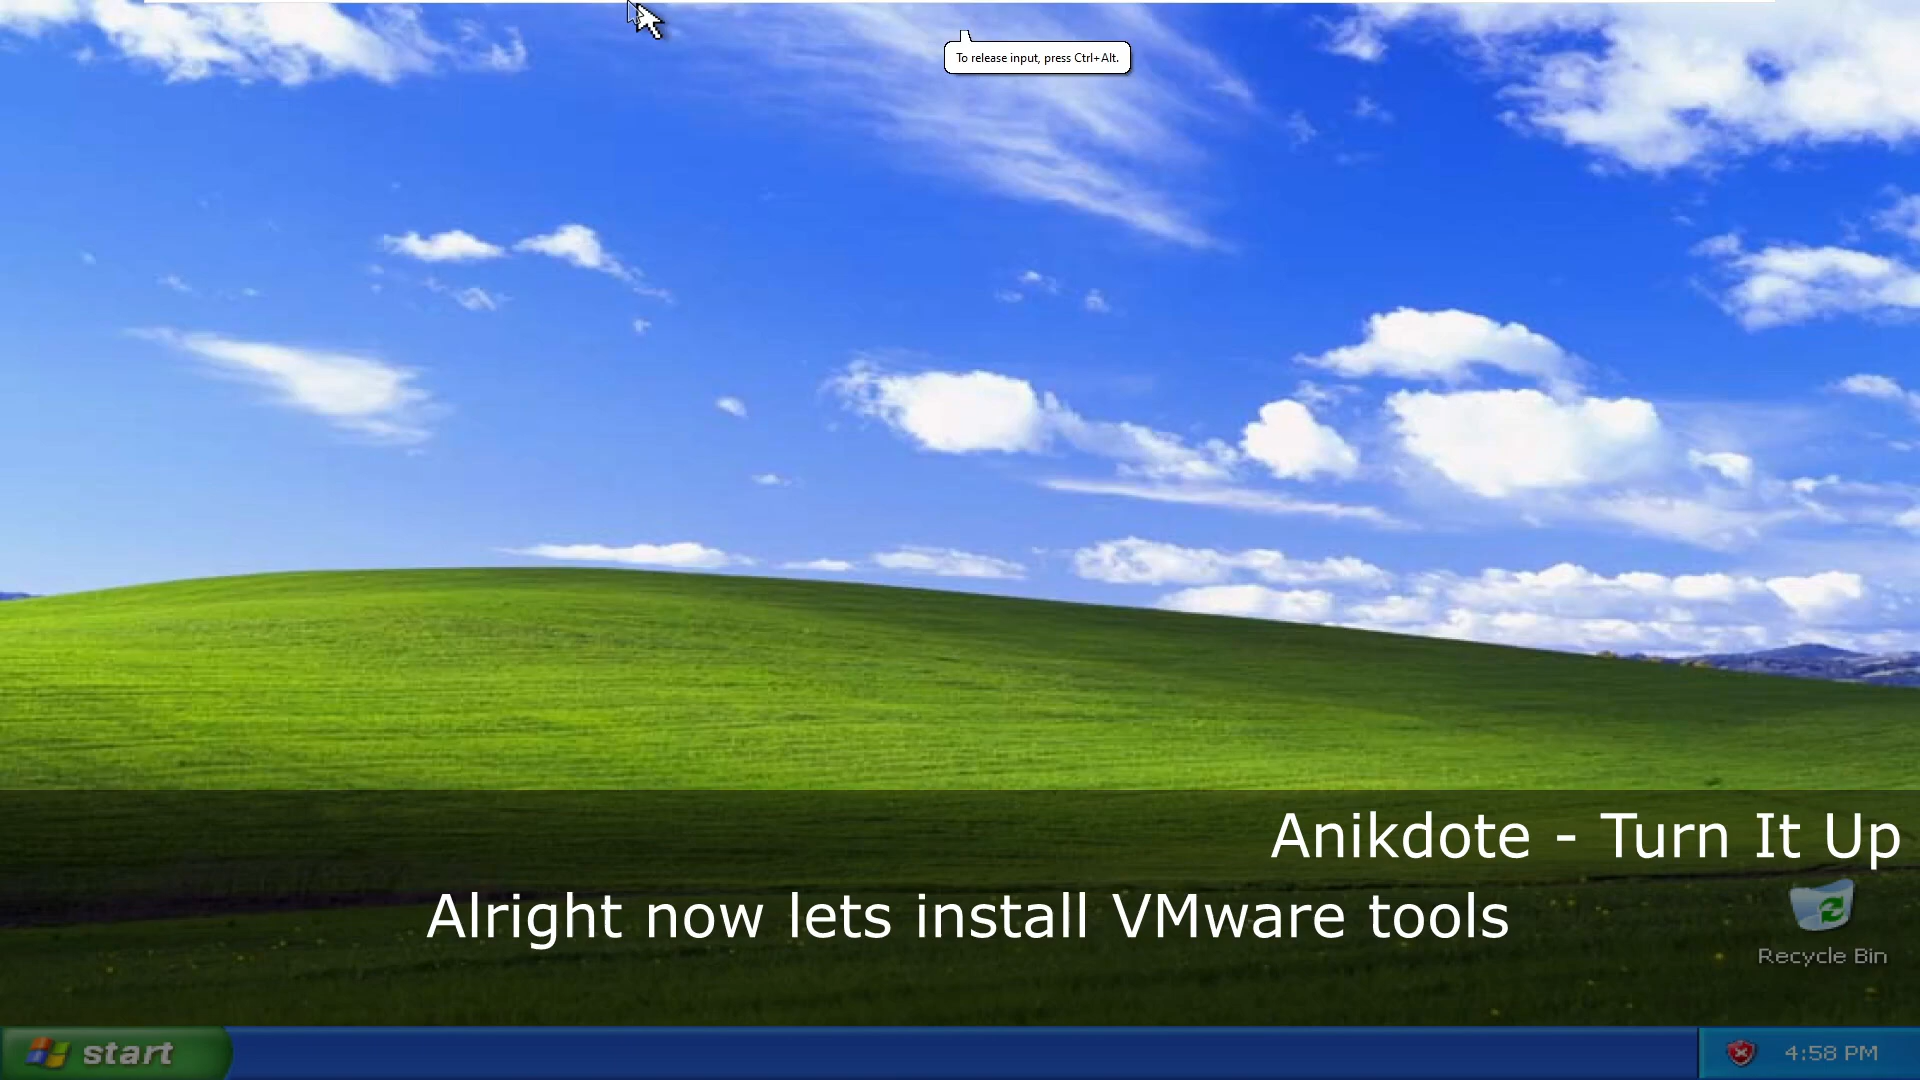 To release input, press Ctrl+Alt.
Anikdote - Turn It Up
Alright now lets install VMware tools
Recycle Bin
start
4:58 PM